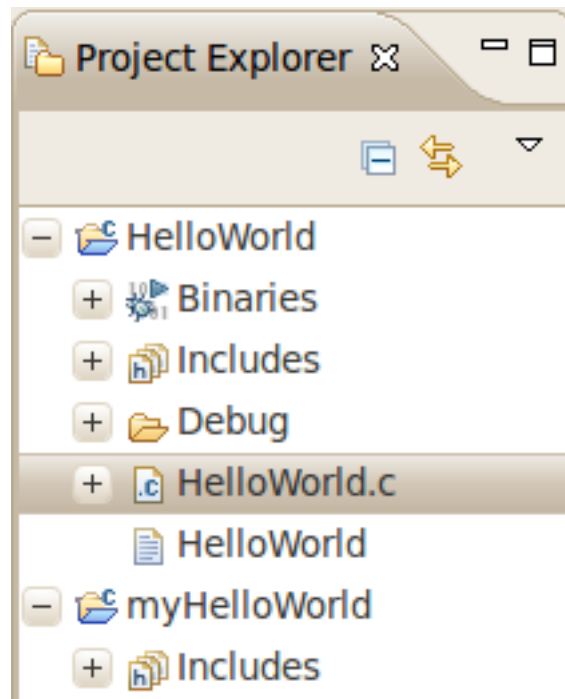 Project Explorer
HelloWorld
Binaries
Includes
Debug
HelloWorld.c
HelloWorld
myHelloWorld
Includes